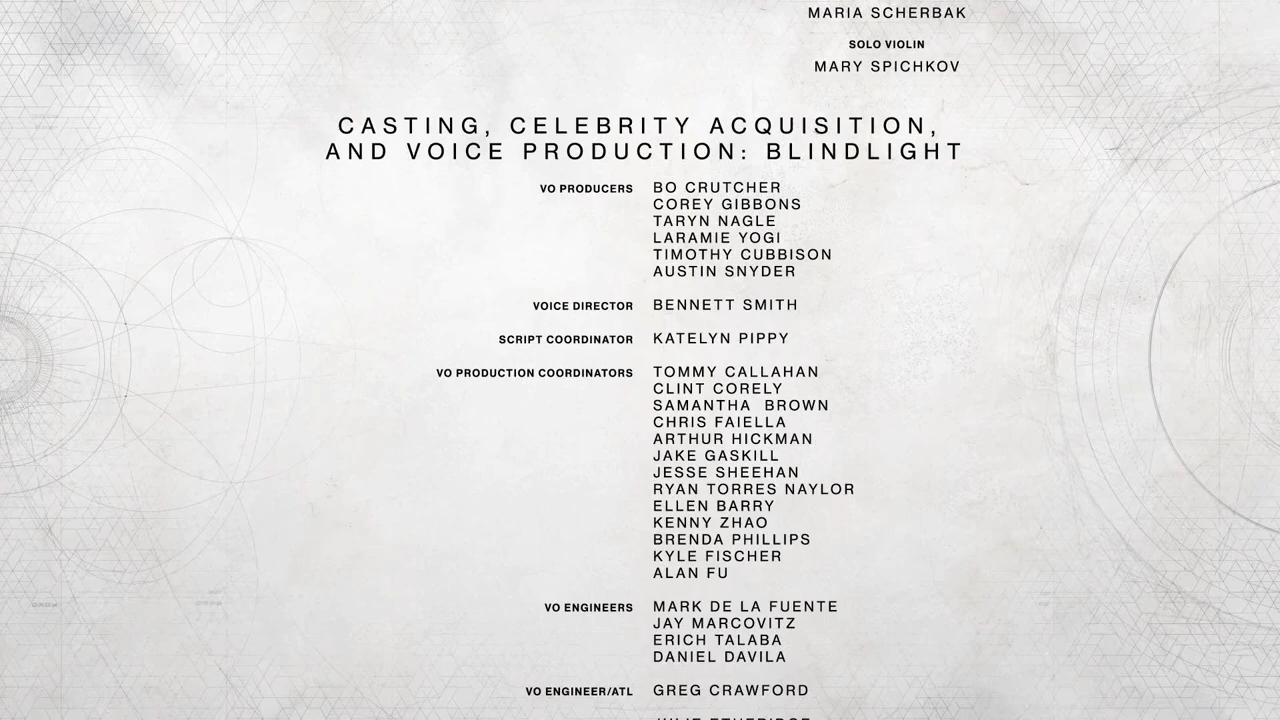 MARIA SCHERBAK
SOLO VIOLIN
MARY SPICHKOV
CASTING, CELEBRITY ACQUISITION,
AND VOICE PRODUCTION: BLINDLIGHT
VO PRODUCERS BO CRUTCHER
COREY GIBBONS
TARYN NAGLE
LARAMIE YOGI
TIMOTHY CUBBISON
AUSTIN SNYDER
VOICE DIRECTOR BENNETT SMITH
SCRIPT COORDINATOR KATELYN PIPPY
VO PRODUCTION COORDINATORS TOMMY CALLAHAN
CLINT CORELY
SAMANTHA BROWN
CHRIS FAIELLA
ARTHUR HICKMAN
JAKE GASKILL
JESSE SHEEHAN
RYAN TORRES NAYLOR
ELLEN BARRY
KENNY ZHAO
BRENDA PHILLIPS
KYLE FISCHER
ALAN FU
VO ENGINEERS MARK DE LA FUENTE
JAY MARCOVITZ
ERICH TALABA
DANIEL DAVILA
VO ENGINEER/ATL GREG CRAWFORD